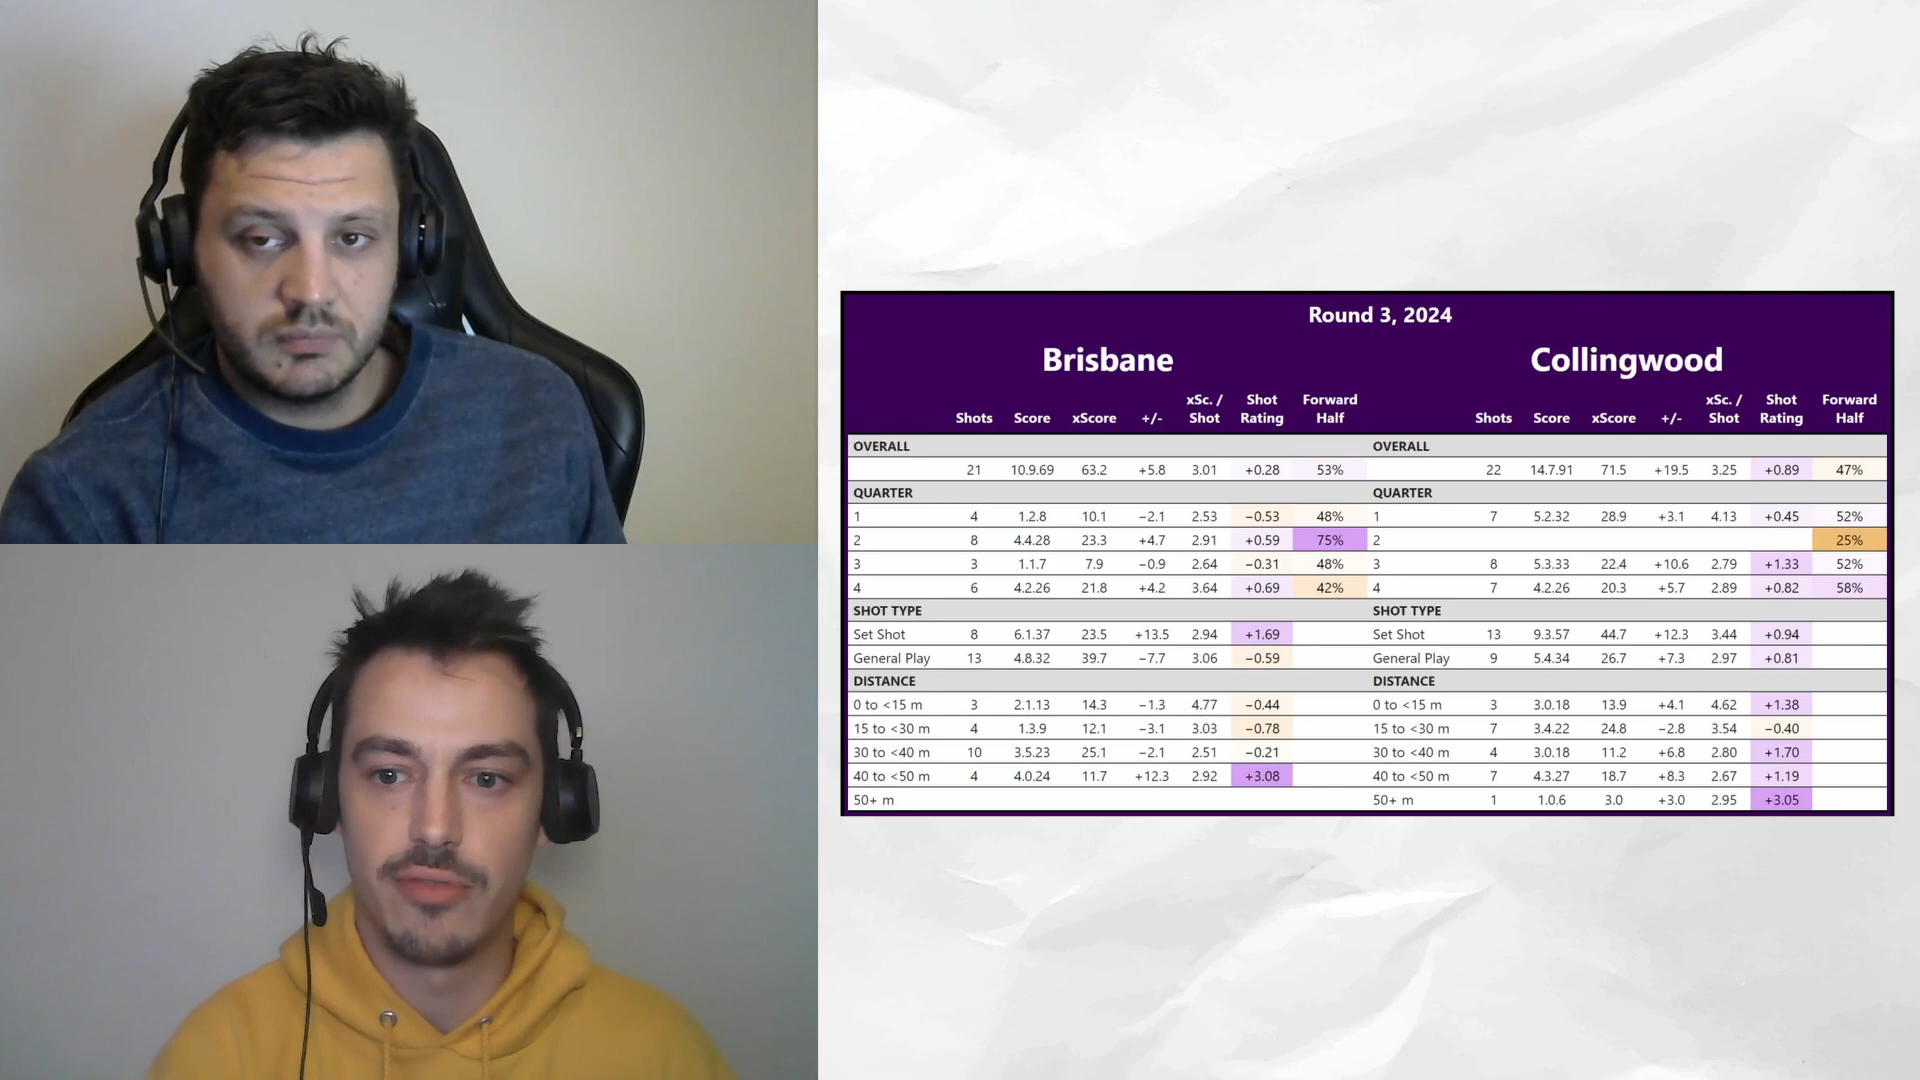 Round 3, 2024
Brisbane Collingwood
xSc. / Shot Forward xSc. / Shot Forward
Shots Score xScore +/- Shot Rating Half Shots Score xScore +/- Shot Rating Half
OVERALL OVERALL
21 10.9.69 63.2 +5.8 3.01 +0.28 53% 22 14.7.91 71.5 +19.5 3.25 +0.89 47%
QUARTER QUARTER
1 4 1.2.8 10.1 −2.1 2.53 −0.53 48% 1 7 5.2.32 28.9 +3.1 4.13 +0.45 52%
2 8 4.4.28 23.3 +4.7 2.91 +0.59 75% 2 25%
3 3 1.1.7 7.9 −0.9 2.64 −0.31 48% 3 8 5.3.33 22.4 +10.6 2.79 +1.33 52%
4 6 4.2.26 21.8 +4.2 3.64 +0.69 42% 4 7 4.2.26 20.3 +5.7 2.89 +0.82 58%
SHOT TYPE SHOT TYPE
Set Shot 8 6.1.37 23.5 +13.5 2.94 +1.69 Set Shot 13 9.3.57 44.7 +12.3 3.44 +0.94
General Play 13 4.8.32 39.7 −7.7 3.06 −0.59 General Play 9 5.4.34 26.7 +7.3 2.97 +0.81
DISTANCE DISTANCE
0 to <15 m 3 2.1.13 14.3 −1.3 4.77 −0.44 0 to <15 m 3 3.0.18 13.9 +4.1 4.62 +1.38
15 to <30 m 4 1.3.9 12.1 −3.1 3.03 −0.78 15 to <30 m 7 3.4.22 24.8 −2.8 3.54 −0.40
30 to <40 m 10 3.5.23 25.1 −2.1 2.51 −0.21 30 to <40 m 4 3.0.18 11.2 +6.8 2.80 +1.70
40 to <50 m 4 4.0.24 11.7 +12.3 2.92 +3.08 40 to <50 m 7 4.3.27 18.7 +8.3 2.67 +1.19
50+ m 50+ m 1 1.0.6 3.0 +3.0 2.95 +3.05